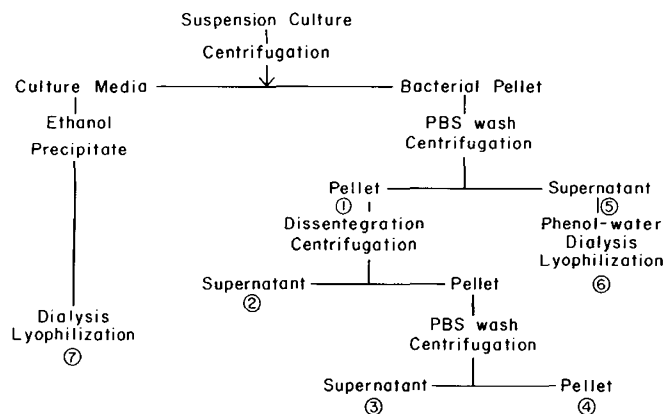 Suspension Culture
Centrifugation
Culture Media
Bacterial Pellet
Ethanol
Precipitate
PBS wash
Centrifugation
Pellet
Supernatant
①
⑤
Dissentegration
Centrifugation
Phenol-water
Dialysis
Lyophilization
⑥
Supernatant
②
Pellet
Dialysis
Lyophilization
⑦
PBS wash
Centrifugation
Supernatant
③
Pellet
④